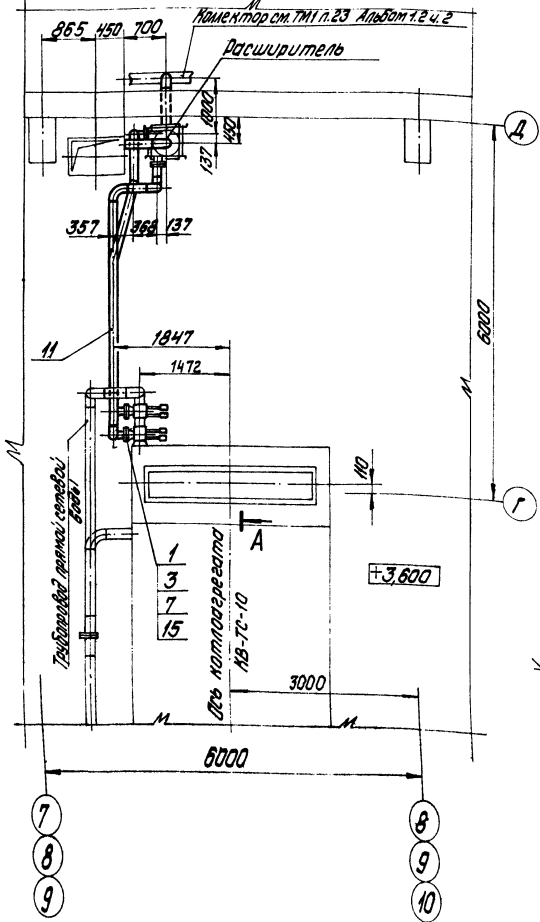 Коллектор см. ТМ1 л.23 Альбом 1.2 ч.2
865 450 700
Расширитель
1000
450
137
Д
357 368 137
6000
11
1847
1472
110
Г
Трубопровод прямой сетевой воды
А
1
3
7
15
+3,600
Ось котлоагрегата
КВ-ТС-10
3000
6000
7
8
8
9
9
10